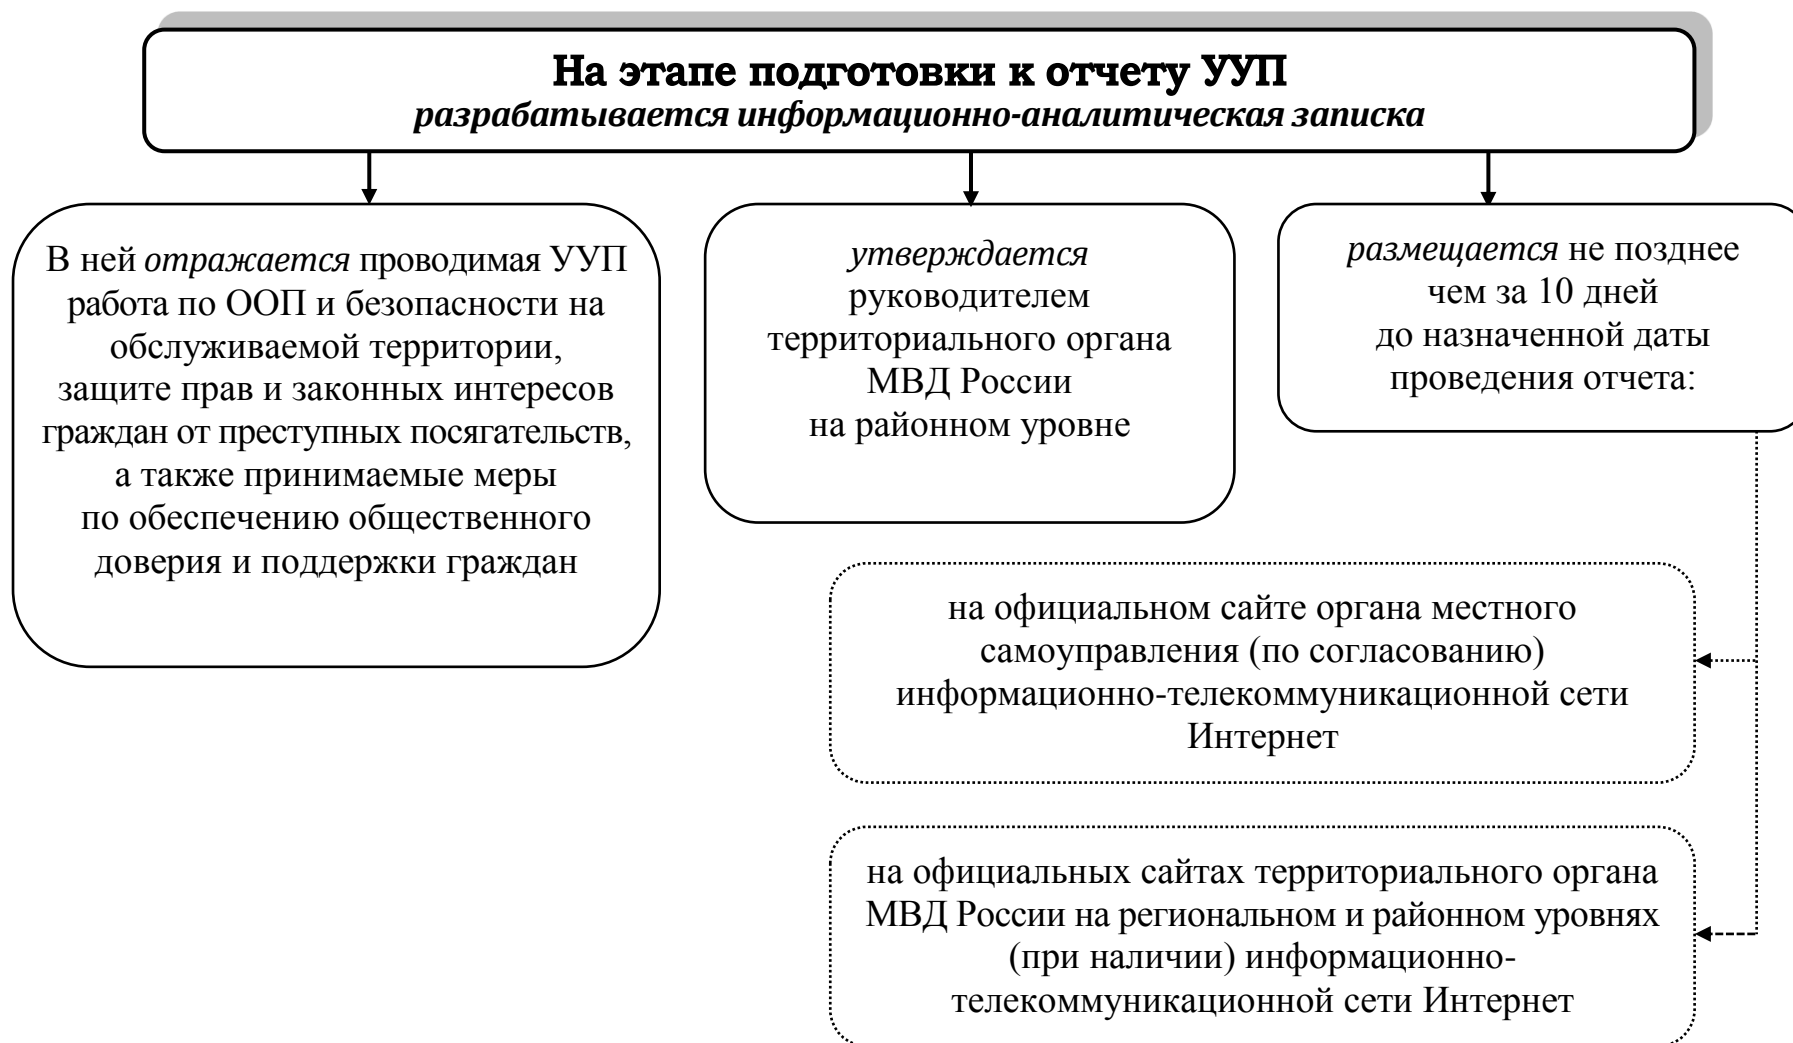 На этапе подготовки к отчету УУП
разрабатывается информационно-аналитическая записка
В ней отражается проводимая УУП
работа по ООП и безопасности на
обслуживаемой территории,
защите прав и законных интересов
граждан от преступных посягательств,
а также принимаемые меры
по обеспечению общественного
доверия и поддержки граждан
утверждается
руководителем
территориального органа
МВД России
на районном уровне
размещается не позднее
чем за 10 дней
до назначенной даты
проведения отчета:
на официальном сайте органа местного
самоуправления (по согласованию)
информационно-телекоммуникационной сети
Интернет
на официальных сайтах территориального органа
МВД России на региональном и районном уровнях
(при наличии) информационно-
телекоммуникационной сети Интернет